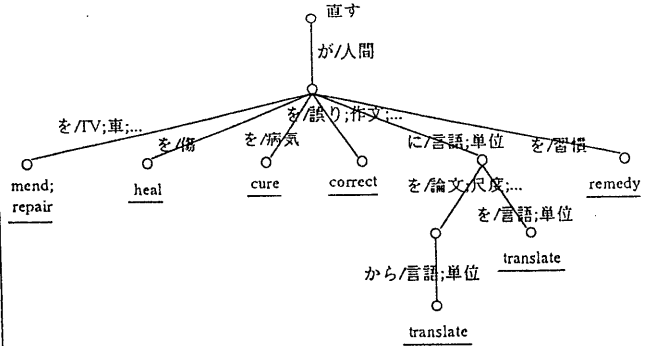 直す
が/人間
を/TV;車;...
を/傷
を/病気
を/誤り;作文;...
に/言語;単位
を/習慣
mend;
repair
heal
cure
correct
remedy
を/論文;尺度;...
を/言語;単位
translate
から/言語;単位
translate